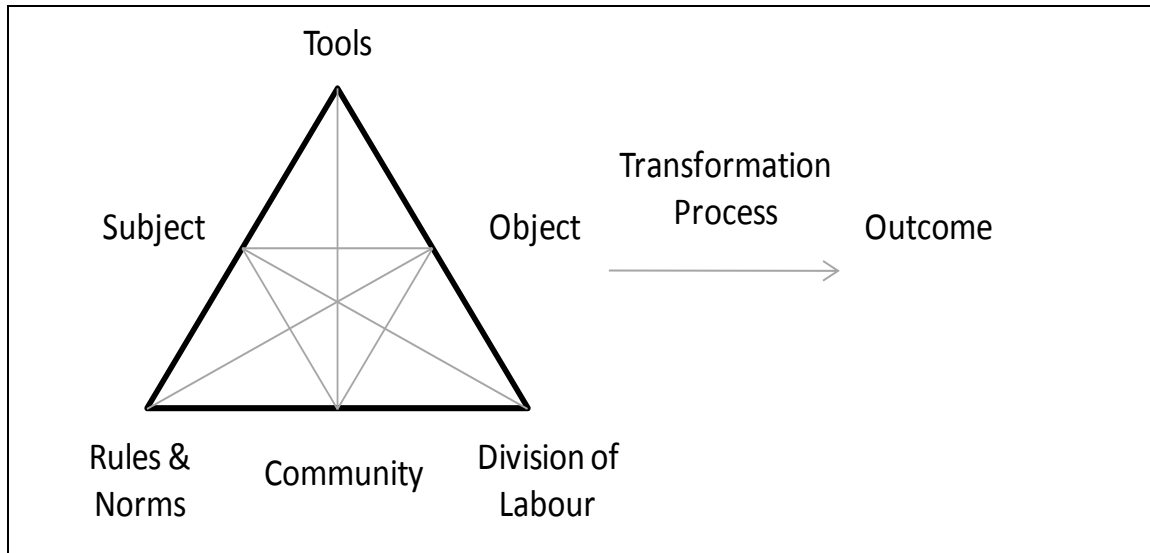 Tools
Transformation
Process
Subject
Object
Outcome
Rules &
Norms
Community
Division of
Labour